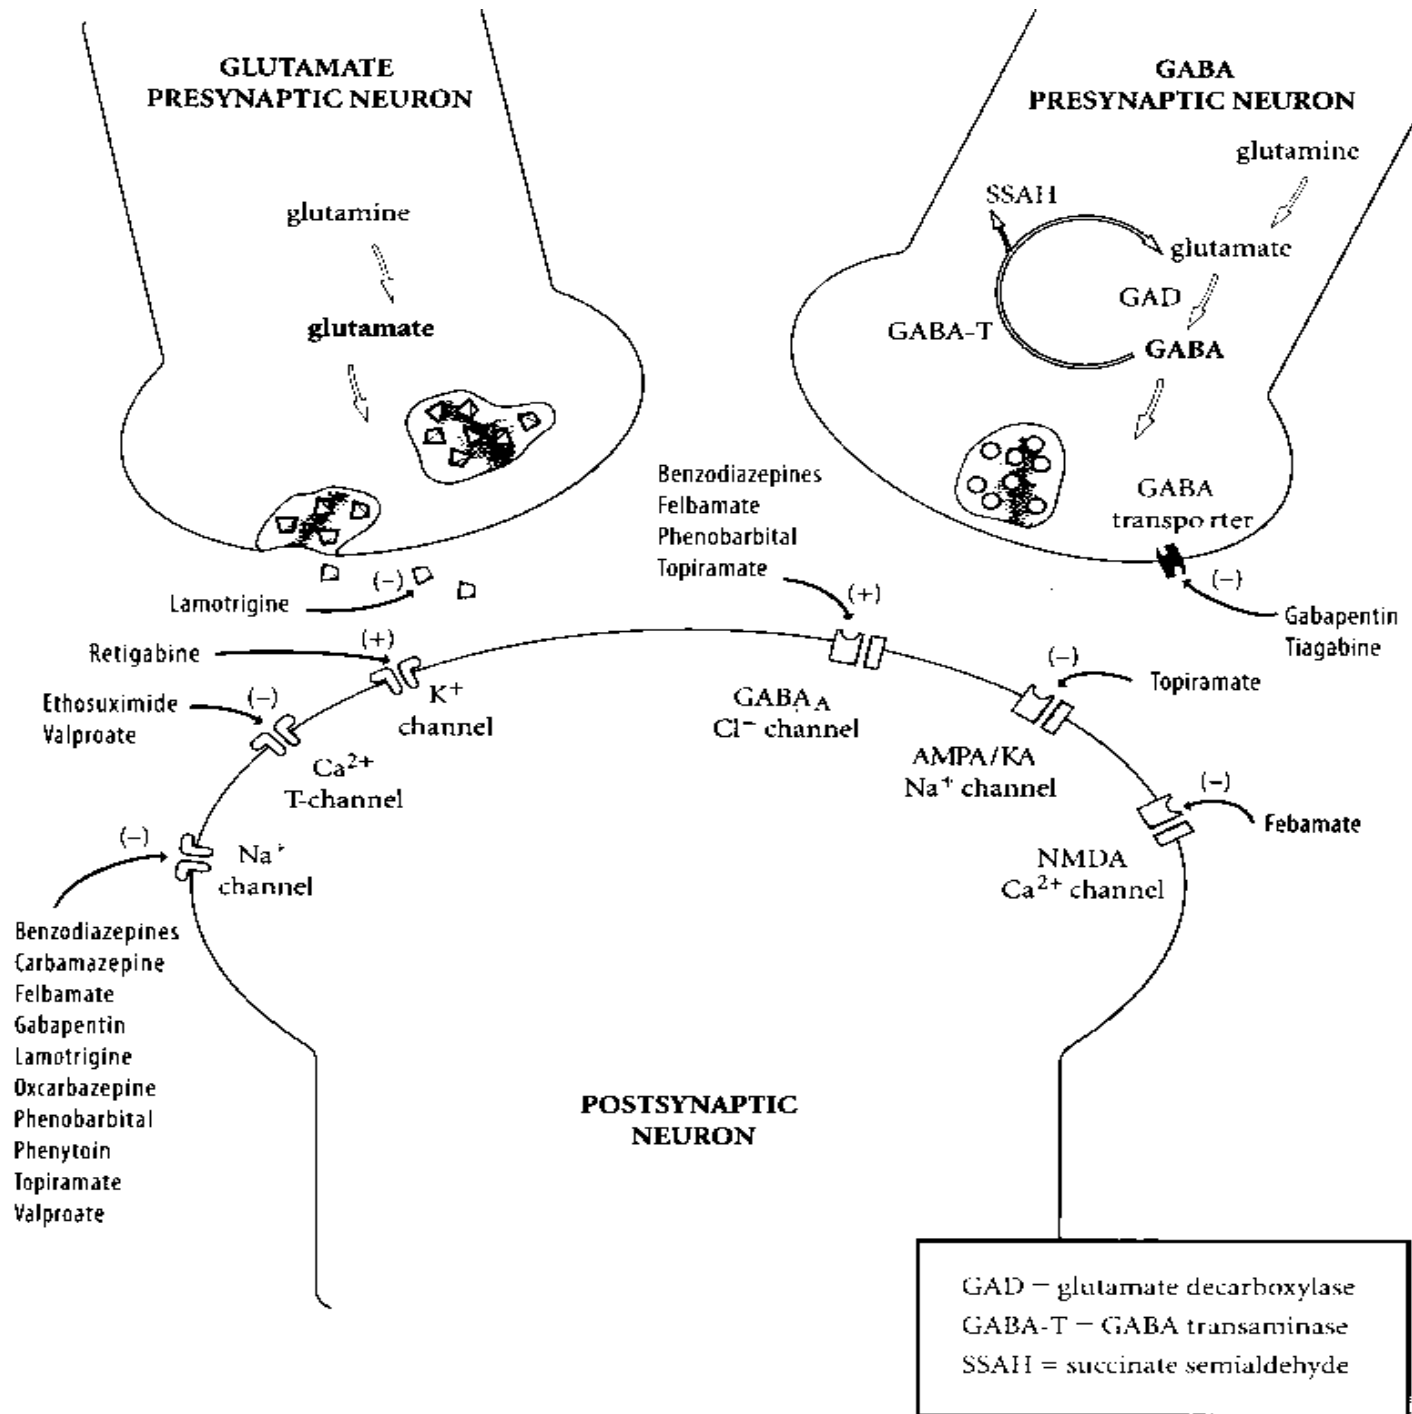 GLUTAMATE
PRESYNAPTIC NEURON
glutamine
glutamate
GABA
PRESYNAPTIC NEURON
glutamine
SSAH
glutamate
GAD
GABA-T
GABA
GABA
transporter
Benzodiazepines
Felbamate
Phenobarbital
Topiramate
(+)
(−)
Gabapentin
Tiagabine
Lamotrigine
(−)
Retigabine
(+)
K+
channel
Ethosuximide
Valproate
(−)
Ca2+
T-channel
GABAA
Cl− channel
(−)
Topiramate
AMPA/KA
Na+ channel
(−)
Febamate
NMDA
Ca2+ channel
(−)
Na+
channel
Benzodiazepines
Carbamazepine
Felbamate
Gabapentin
Lamotrigine
Oxcarbazepine
Phenobarbital
Phenytoin
Topiramate
Valproate
POSTSYNAPTIC
NEURON
GAD = glutamate decarboxylase
GABA-T = GABA transaminase
SSAH = succinate semialdehyde